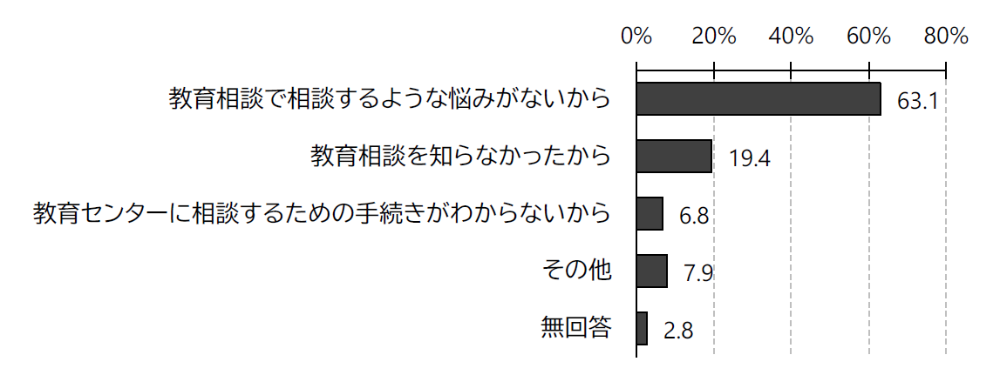 0% 20% 40% 60% 80%
教育相談で相談するような悩みがないから 63.1
教育相談を知らなかったから 19.4
教育センターに相談するための手続きがわからないから 6.8
その他 7.9
無回答 2.8